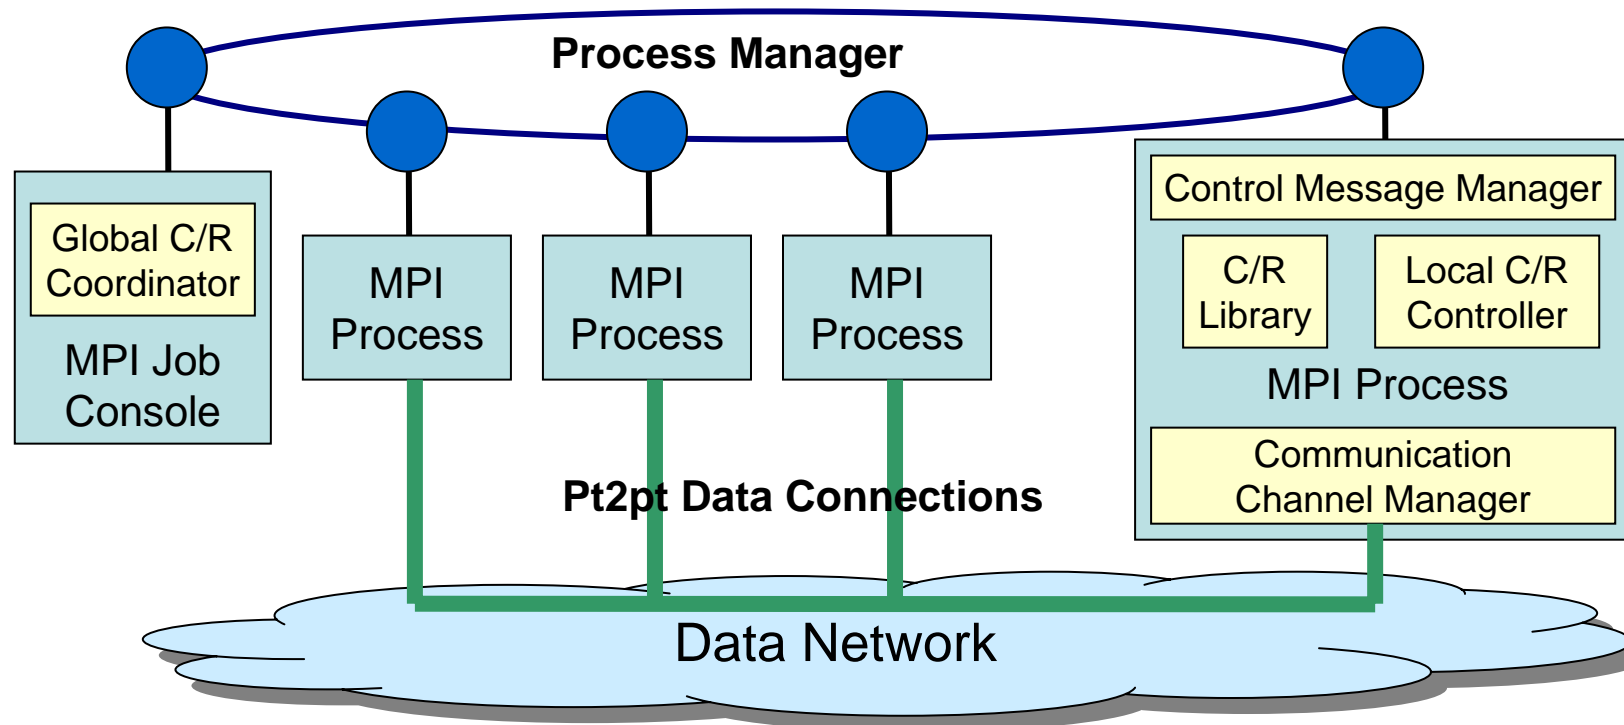 Process Manager
Control Message Manager
Global C/R
Coordinator
MPI Job
Console
MPI
Process
MPI
Process
MPI
Process
C/R
Library
Local C/R
Controller
MPI Process
Communication
Channel Manager
Pt2pt Data Connections
Data Network